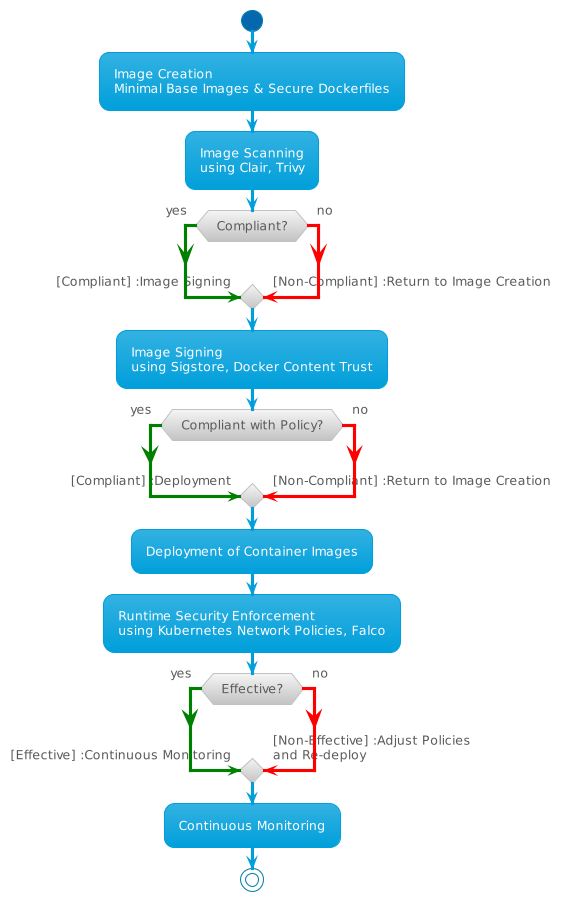 Image Creation
Minimal Base Images & Secure Dockerfiles
Image Scanning
using Clair, Trivy
yes
Compliant?
no
[Compliant] :Image Signing
[Non-Compliant] :Return to Image Creation
Image Signing
using Sigstore, Docker Content Trust
yes
Compliant with Policy?
no
[Compliant] :Deployment
[Non-Compliant] :Return to Image Creation
Deployment of Container Images
Runtime Security Enforcement
using Kubernetes Network Policies, Falco
yes
Effective?
no
[Effective] :Continuous Monitoring
[Non-Effective] :Adjust Policies
and Re-deploy
Continuous Monitoring